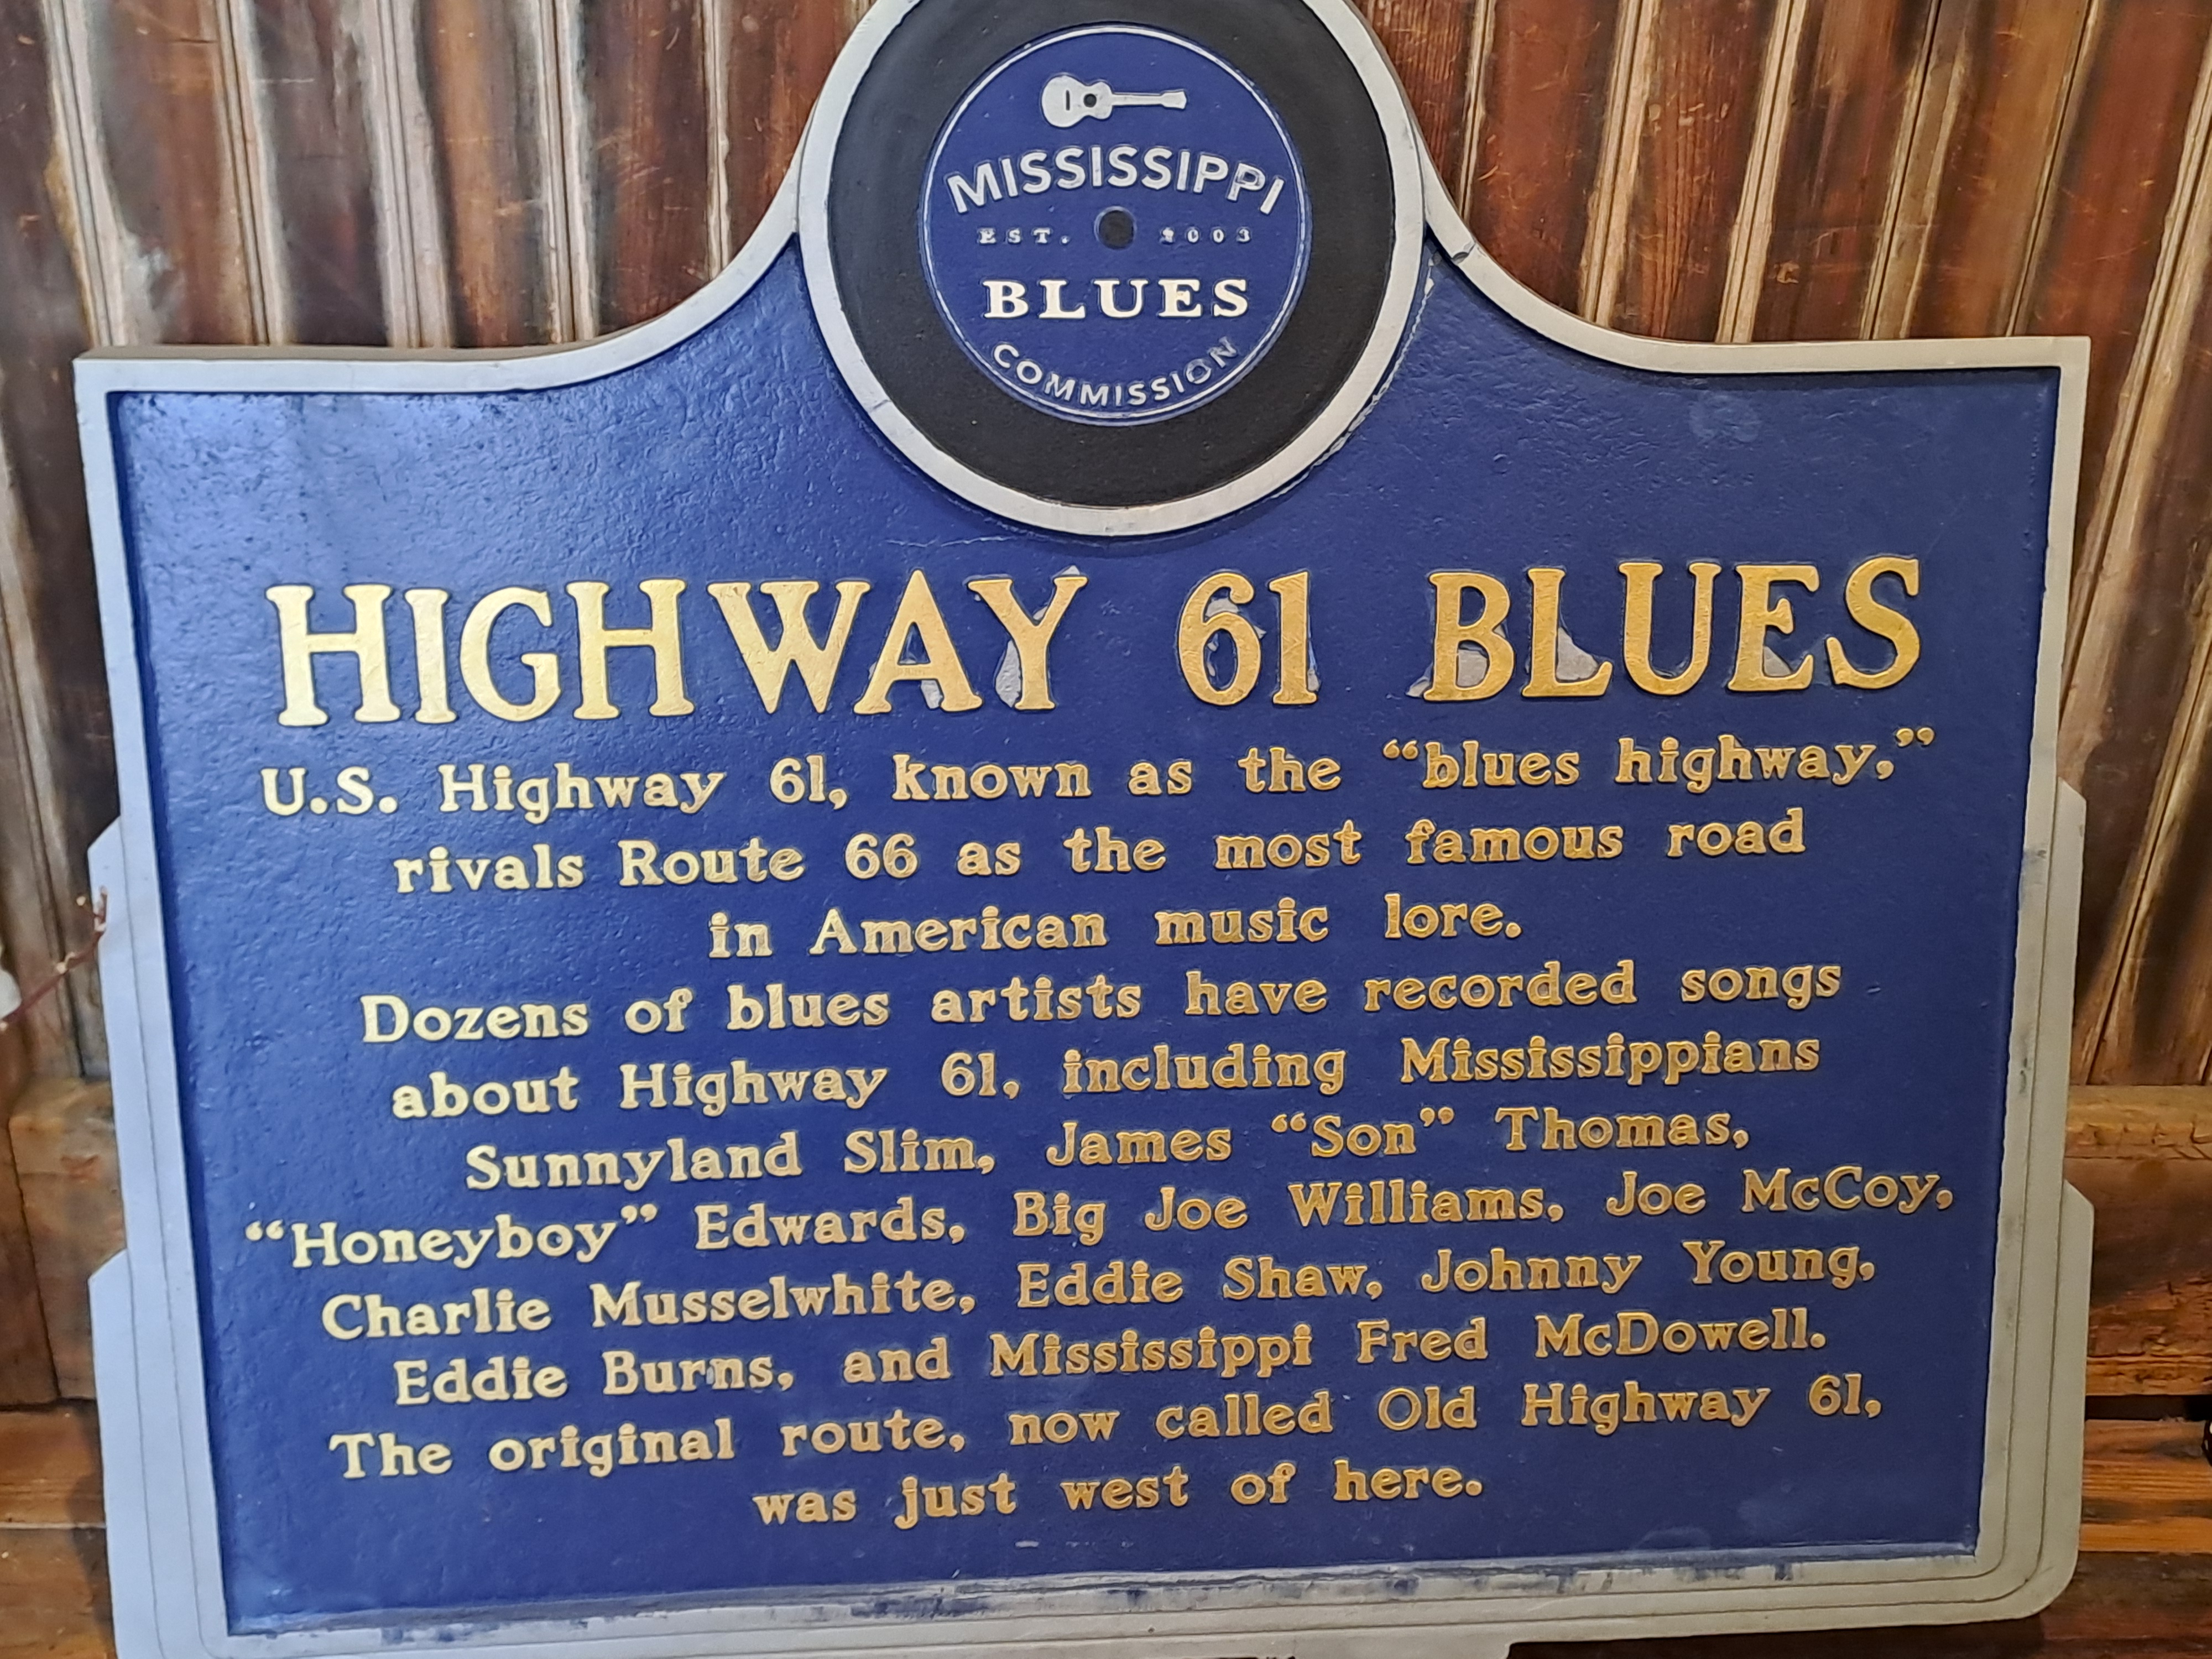 MISSISSIPPI
EST. 2003
BLUES
COMMISSION
HIGHWAY 61 BLUES
U.S. Highway 61, known as the “blues highway,”
rivals Route 66 as the most famous road
in American music lore.
Dozens of blues artists have recorded songs
about Highway 61, including Mississippians
Sunnyland Slim, James “Son” Thomas,
“Honeyboy” Edwards, Big Joe Williams, Joe McCoy,
Charlie Musselwhite, Eddie Shaw, Johnny Young,
Eddie Burns, and Mississippi Fred McDowell.
The original route, now called Old Highway 61,
was just west of here.